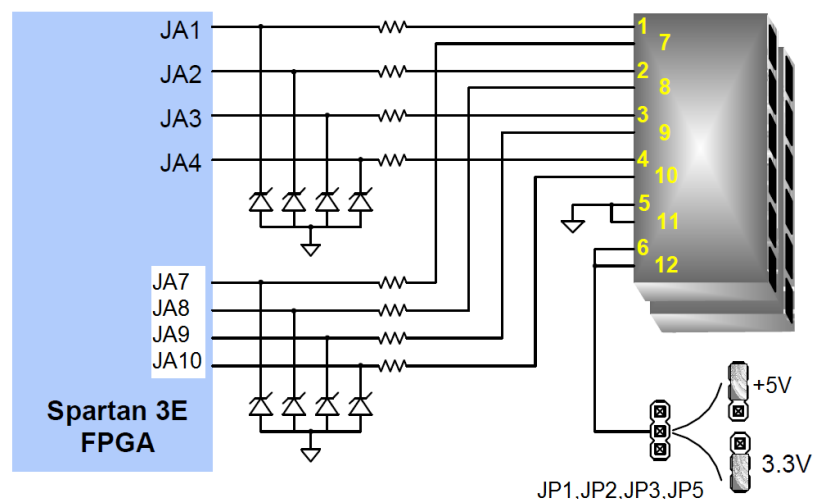 JA1
JA2
JA3
JA4
JA7
JA8
JA9
JA10
Spartan 3E
FPGA
1
7
2
8
3
9
4
10
5
11
6
12
+5V
3.3V
JP1,JP2,JP3,JP5